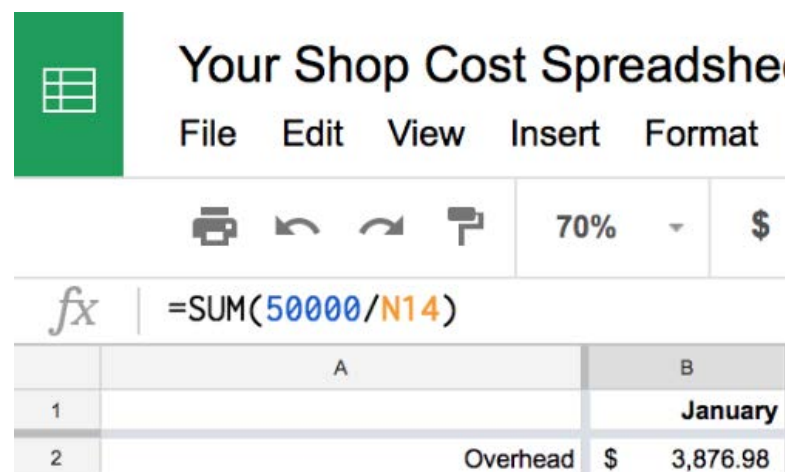 Your Shop Cost Spreadshe
File Edit View Insert Format
70% $
fx =SUM(50000/N14)
A B
1 January
2 Overhead $ 3,876.98